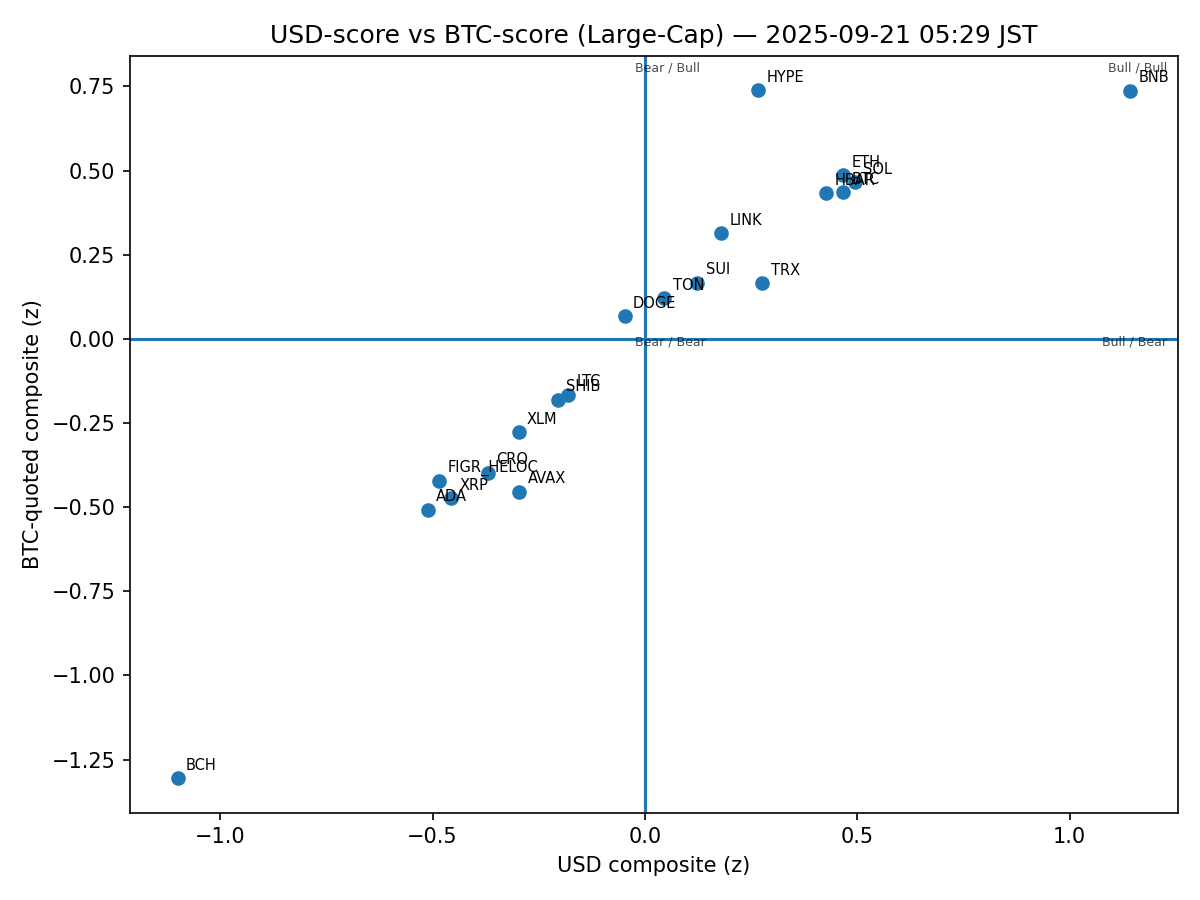 USD-score vs BTC-score (Large-Cap) — 2025-09-21 05:29 JST
Bear / Bull
Bull / Bull
HYPE
BNB
0.75
ETH
SOL
HBAR
BTC
0.50
LINK
0.25
SUI
TRX
TON
DOGE
0.00
Bear / Bear
Bull / Bear
LTC
SHIB
−0.25
XLM
CRO
FIGR_HELOC
AVAX
XRP
ADA
−0.50
−0.75
−1.00
−1.25
BCH
−1.0
−0.5
0.0
0.5
1.0
USD composite (z)
BTC-quoted composite (z)